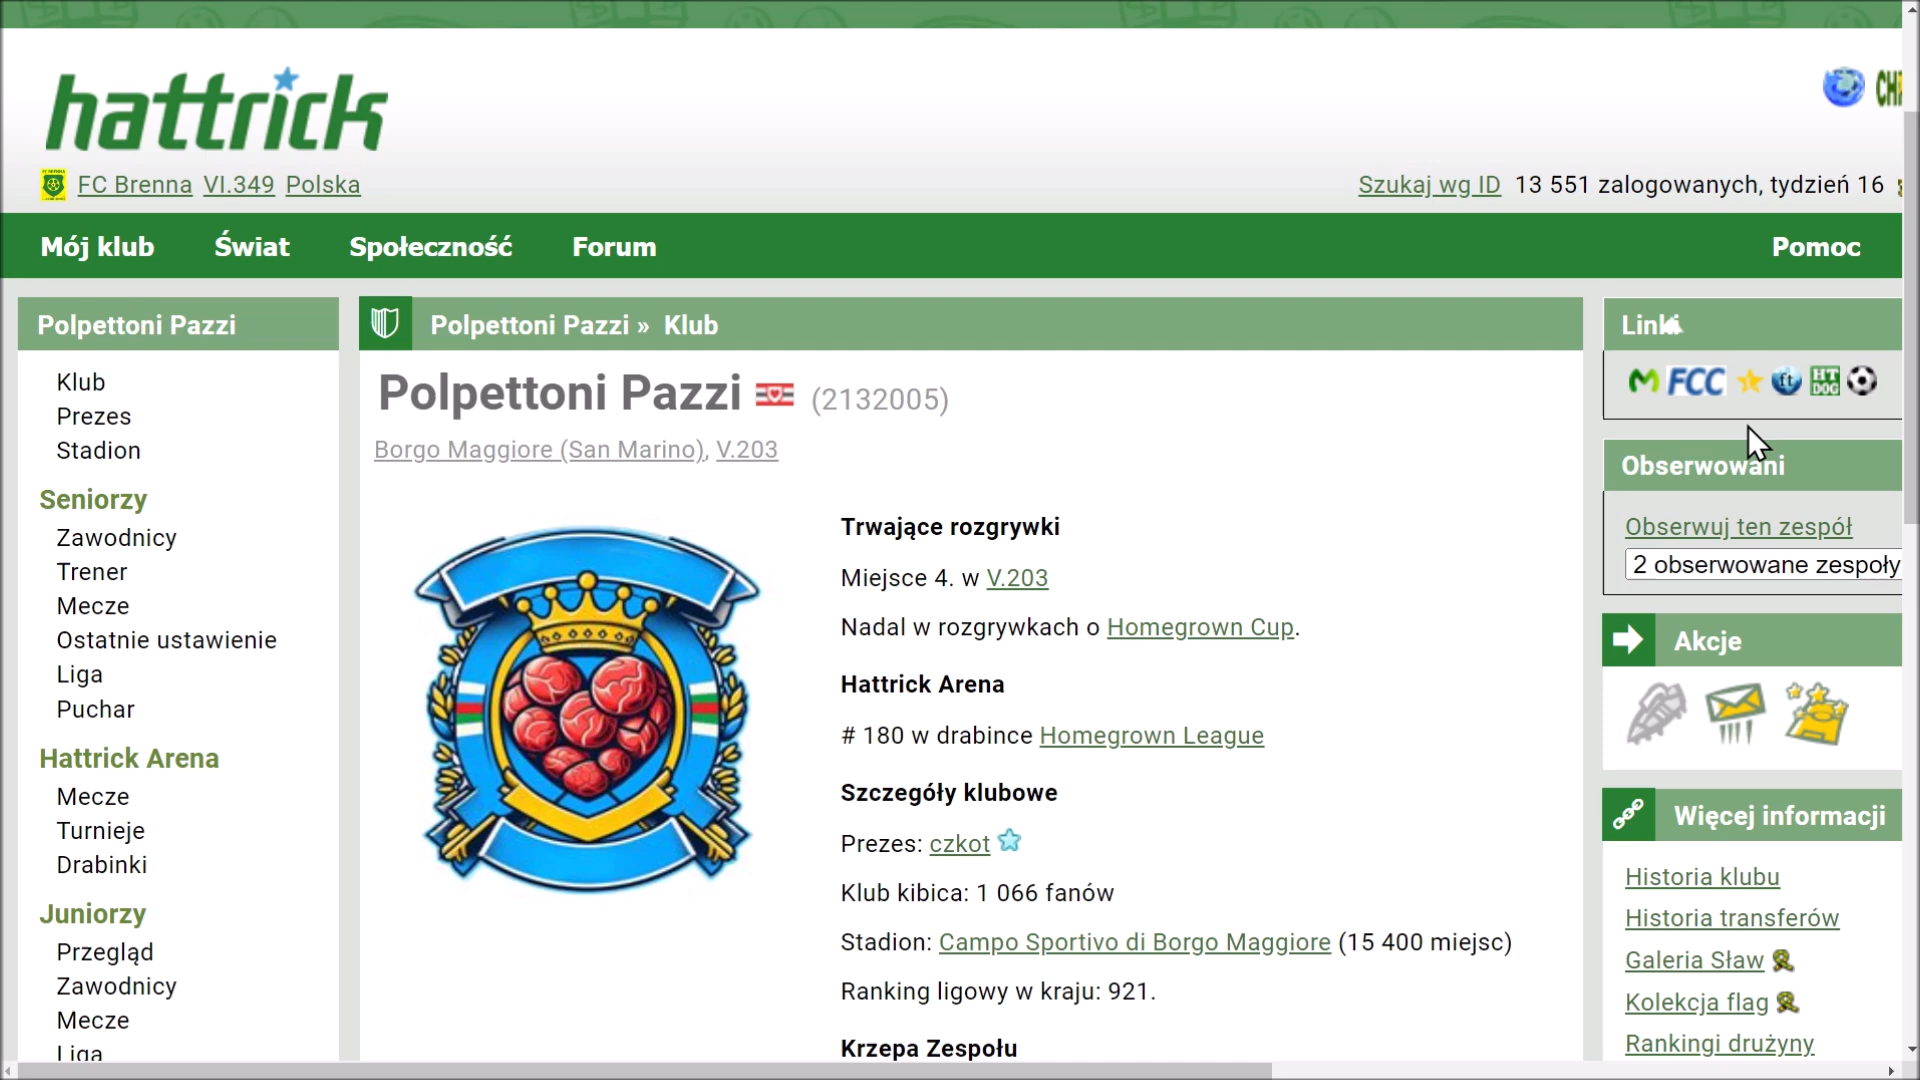 hattrick
FC Brenna VI.349 Polska
Szukaj wg ID 13 551 zalogowanych, tydzień 16
Mój klub Świat Społeczność Forum Pomoc
Polpettoni Pazzi
Klub
Prezes
Stadion
Seniorzy
Zawodnicy
Trener
Mecze
Ostatnie ustawienie
Liga
Puchar
Hattrick Arena
Mecze
Turnieje
Drabinki
Juniorzy
Przegląd
Zawodnicy
Mecze
Liga
Polpettoni Pazzi » Klub
Polpettoni Pazzi (2132005)
Borgo Maggiore (San Marino), V.203
Trwające rozgrywki
Miejsce 4. w V.203
Nadal w rozgrywkach o Homegrown Cup.
Hattrick Arena
# 180 w drabince Homegrown League
Szczegóły klubowe
Prezes: czkot
Klub kibica: 1 066 fanów
Stadion: Campo Sportivo di Borgo Maggiore (15 400 miejsc)
Ranking ligowy w kraju: 921.
Krzepa Zespołu
Linki
FCC ft HT DOG
Obserwowani
Obserwuj ten zespół
2 obserwowane zespoły
Akcje
Więcej informacji
Historia klubu
Historia transferów
Galeria Sław
Kolekcja flag
Rankingi drużyny